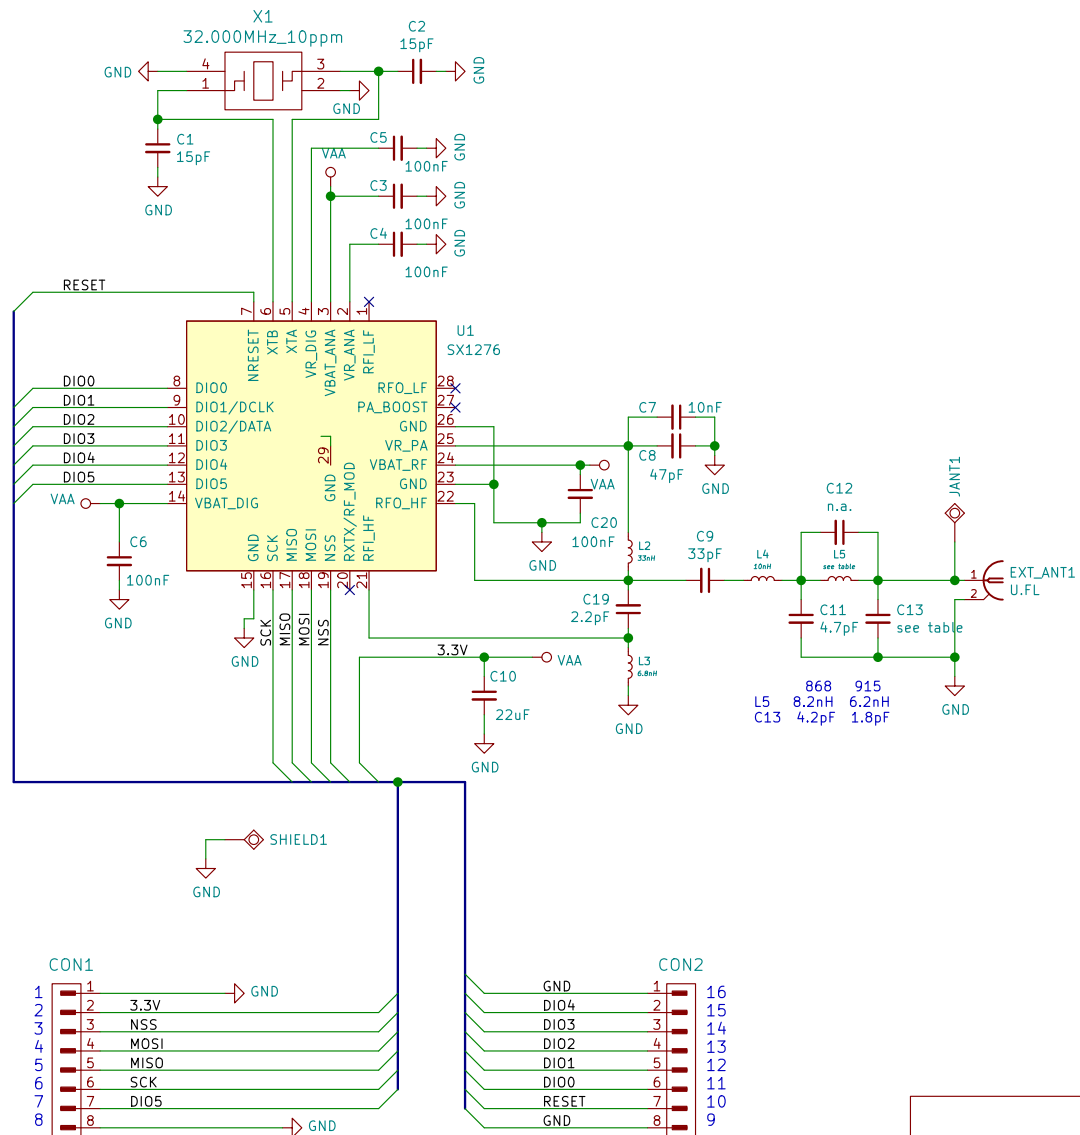 X1
32.000MHz_10ppm
C2
15pF
GND 4 3 GND
1 2
GND
C1
15pF
GND
C5
100nF
GND
VAA
C3
100nF
GND
C4
100nF
GND
RESET
7 6 5 4 3 2 1
NRESET XTB XTA VR_DIG VBAT_ANA VR_ANA RFI_LF
U1
SX1276
DIO0 8 DIO0
DIO1 9 DIO1/DCLK
DIO2 10 DIO2/DATA
DIO3 11 DIO3
DIO4 12 DIO4
DIO5 13 DIO5
VAA 14 VBAT_DIG
RFO_LF 28
PA_BOOST 27
GND 26
VR_PA 25
VBAT_RF 24
GND 23
RFO_HF 22
29 GND
GND SCK MISO MOSI NSS RXTX/RF_MOD RFI_HF
15 16 17 18 19 20 21
SCK MISO MOSI NSS
GND
C6
100nF
GND
C7 10nF
C8
47pF
GND
VAA
C20
100nF
GND
L2
33nH
C9
33pF
L4
10nH
C12
n.a.
L5
see table
JANT1
1
2
EXT_ANT1
U.FL
C19
2.2pF
C11
4.7pF
C13
see table
L3
6.8nH
GND
3.3V VAA
C10
22uF
GND
GND
868 915
L5 8.2nH 6.2nH
C13 4.2pF 1.8pF
SHIELD1
GND
CON1
1 1 GND
2 2 3.3V
3 3 NSS
4 4 MOSI
5 5 MISO
6 6 SCK
7 7 DIO5
8 8 GND
CON2
GND 1 16
DIO4 2 15
DIO3 3 14
DIO2 4 13
DIO1 5 12
DIO0 6 11
RESET 7 10
GND 8 9